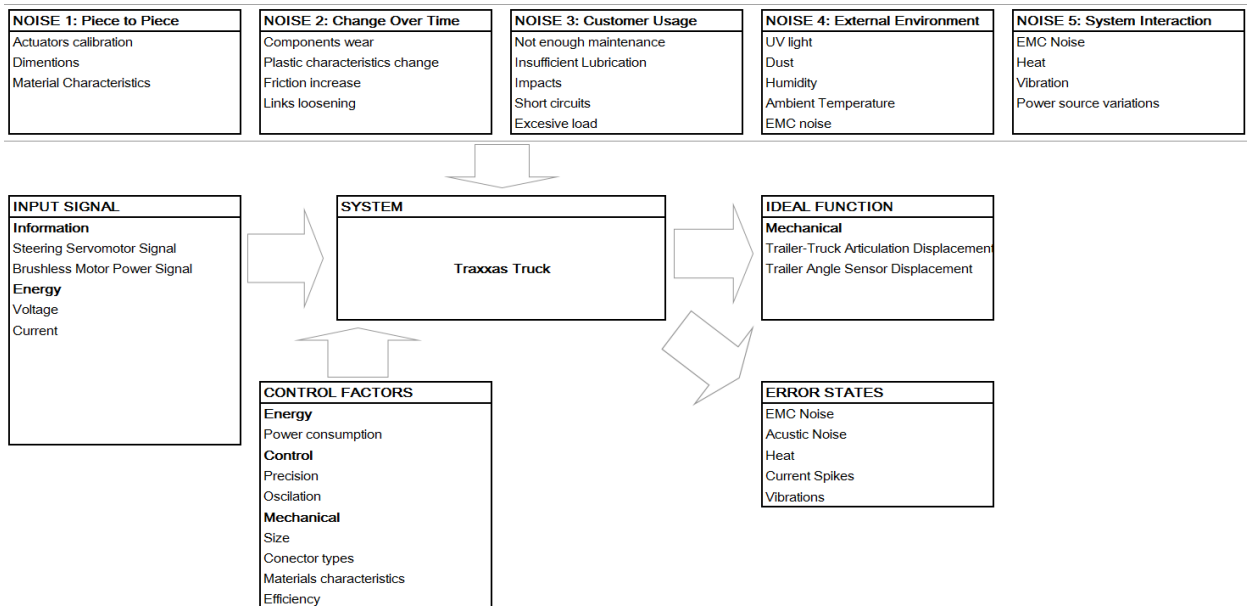 NOISE 1: Piece to Piece
Actuators calibration
Dimentions
Material Characteristics
NOISE 2: Change Over Time
Components wear
Plastic characteristics change
Friction increase
Links loosening
NOISE 3: Customer Usage
Not enough maintenance
Insufficient Lubrication
Impacts
Short circuits
Excesive load
NOISE 4: External Environment
UV light
Dust
Humidity
Ambient Temperature
EMC noise
NOISE 5: System Interaction
EMC Noise
Heat
Vibration
Power source variations
INPUT SIGNAL
Information
Steering Servomotor Signal
Brushless Motor Power Signal
Energy
Voltage
Current
SYSTEM
Traxxas Truck
IDEAL FUNCTION
Mechanical
Trailer-Truck Articulation Displacement
Trailer Angle Sensor Displacement
CONTROL FACTORS
Energy
Power consumption
Control
Precision
Oscilation
Mechanical
Size
Conector types
Materials characteristics
Efficiency
ERROR STATES
EMC Noise
Acustic Noise
Heat
Current Spikes
Vibrations